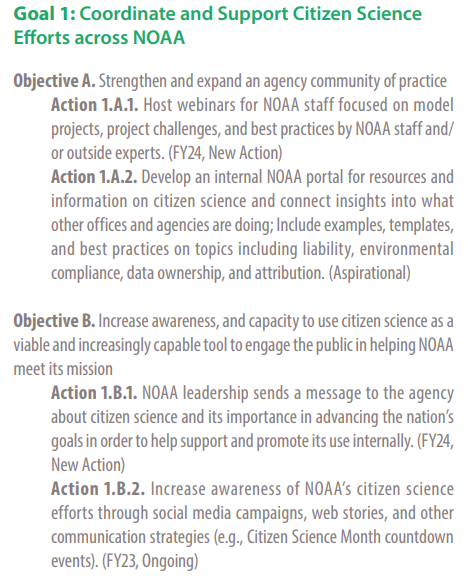 Goal 1: Coordinate and Support Citizen Science
Efforts across NOAA
Objective A. Strengthen and expand an agency community of practice
Action 1.A.1. Host webinars for NOAA staff focused on model
projects, project challenges, and best practices by NOAA staff and/
or outside experts. (FY24, New Action)
Action 1.A.2. Develop an internal NOAA portal for resources and
information on citizen science and connect insights into what
other offices and agencies are doing; Include examples, templates,
and best practices on topics including liability, environmental
compliance, data ownership, and attribution. (Aspirational)
Objective B. Increase awareness, and capacity to use citizen science as a
viable and increasingly capable tool to engage the public in helping NOAA
meet its mission
Action 1.B.1. NOAA leadership sends a message to the agency
about citizen science and its importance in advancing the nation's
goals in order to help support and promote its use internally. (FY24,
New Action)
Action 1.B.2. Increase awareness of NOAA's citizen science
efforts through social media campaigns, web stories, and other
communication strategies (e.g., Citizen Science Month countdown
events). (FY23, Ongoing)